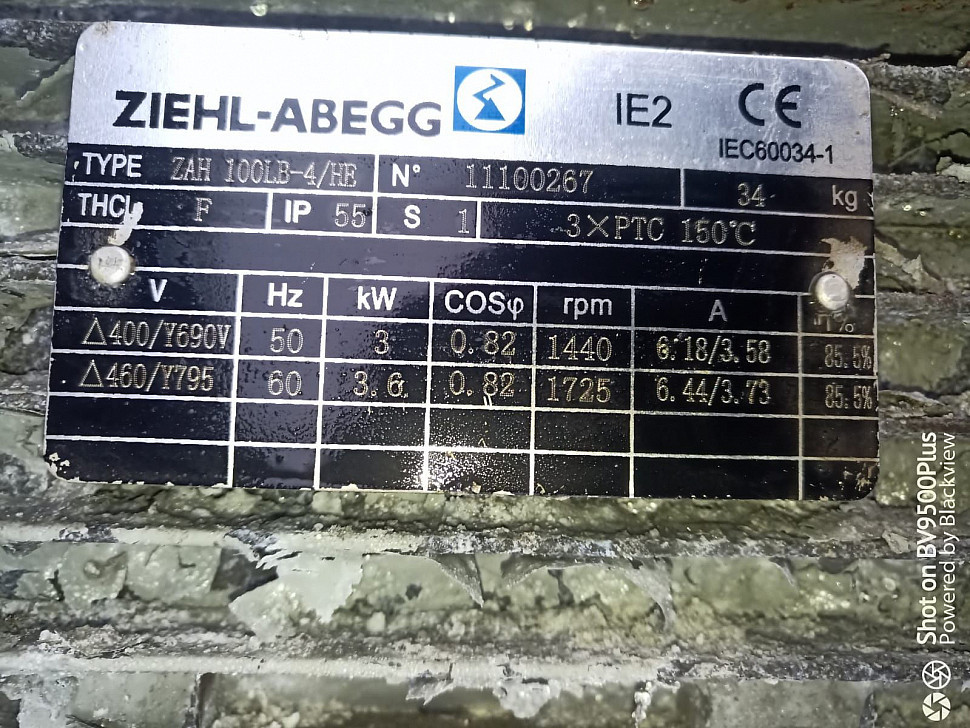 ZIEHL-ABEGG IE2 CE
IEC60034-1
TYPE ZAH 100LB-4/HE N° 11100267 34 kg
THCL F IP 55 S 1 3×PTC 150℃
V Hz kW COSφ rpm A η%
△400/Y690V 50 3 0.82 1440 6.18/3.58 85.5%
△460/Y795 60 3.6 0.82 1725 6.44/3.73 85.5%
Shot on BV9500Plus
Powered by Blackview